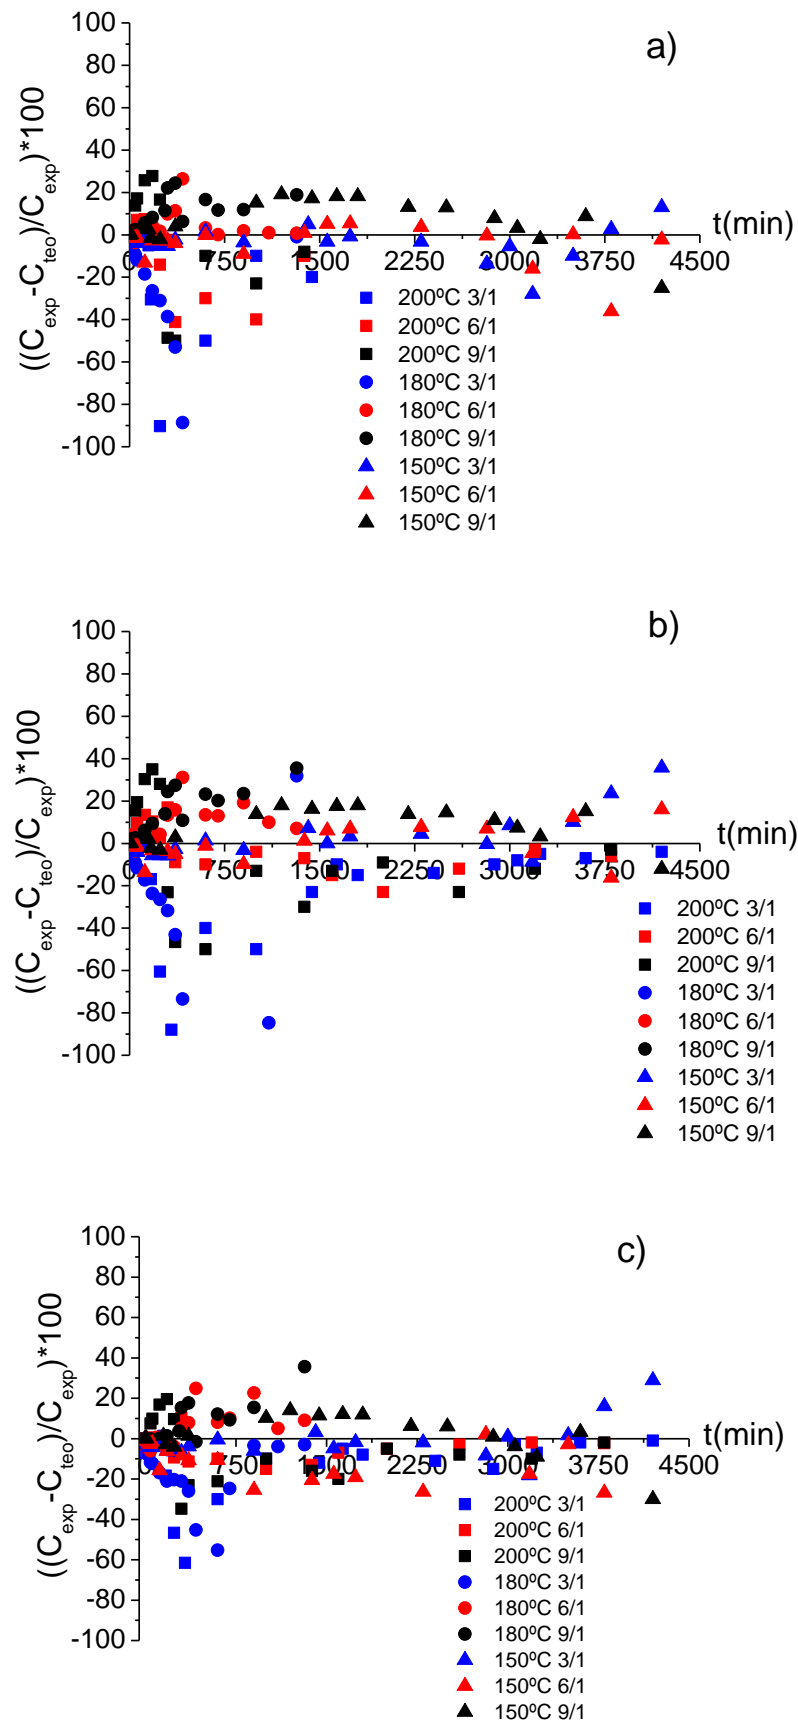 a)
((C_exp-C_teo)/C_exp)*100
100
80
60
40
20
0
-20
-40
-60
-80
-100
0 750 1500 2250 3000 3750 4500
t(min)
200ºC 3/1
200ºC 6/1
200ºC 9/1
180ºC 3/1
180ºC 6/1
180ºC 9/1
150ºC 3/1
150ºC 6/1
150ºC 9/1
b)
((C_exp-C_teo)/C_exp)*100
100
80
60
40
20
0
-20
-40
-60
-80
-100
0 750 1500 2250 3000 3750 4500
t(min)
200ºC 3/1
200ºC 6/1
200ºC 9/1
180ºC 3/1
180ºC 6/1
180ºC 9/1
150ºC 3/1
150ºC 6/1
150ºC 9/1
c)
((C_exp-C_teo)/C_exp)*100
100
80
60
40
20
0
-20
-40
-60
-80
-100
0 750 1500 2250 3000 3750 4500
t(min)
200ºC 3/1
200ºC 6/1
200ºC 9/1
180ºC 3/1
180ºC 6/1
180ºC 9/1
150ºC 3/1
150ºC 6/1
150ºC 9/1